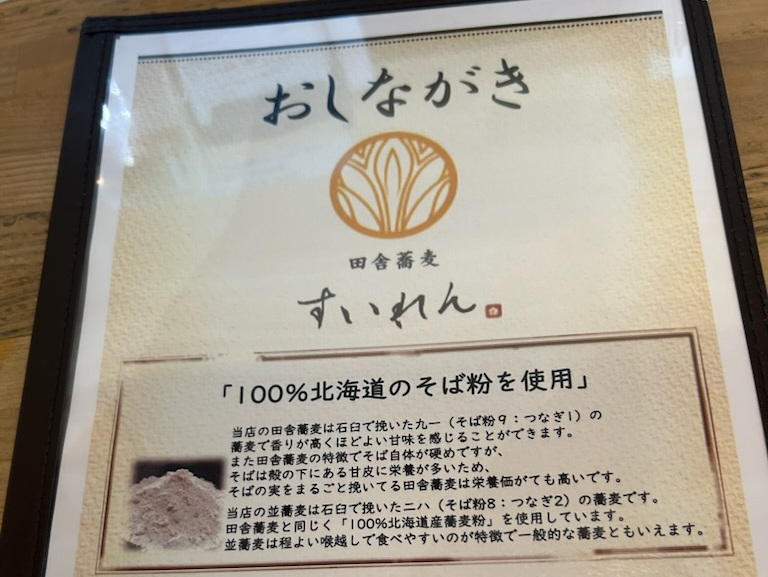 おしながき
田舎蕎麦
すいれん
「100%北海道のそば粉を使用」
当店の田舎蕎麦は石臼で挽いた九一（そば粉9：つなぎ1）の
蕎麦で香りが高くほどよい甘味を感じることができます。
また田舎蕎麦の特徴でそば自体が硬めですが、
そばは殻の下にある甘皮に栄養が多いため、
そばの実をまるごと挽いてる田舎蕎麦は栄養価がても高いです。
当店の並蕎麦は石臼で挽いた二ハ（そば粉8：つなぎ2）の蕎麦です。
田舎蕎麦と同じく「100%北海道産蕎麦粉」を使用しています。
並蕎麦は程よい喉越しで食べやすいのが特徴で一般的な蕎麦ともいえます。